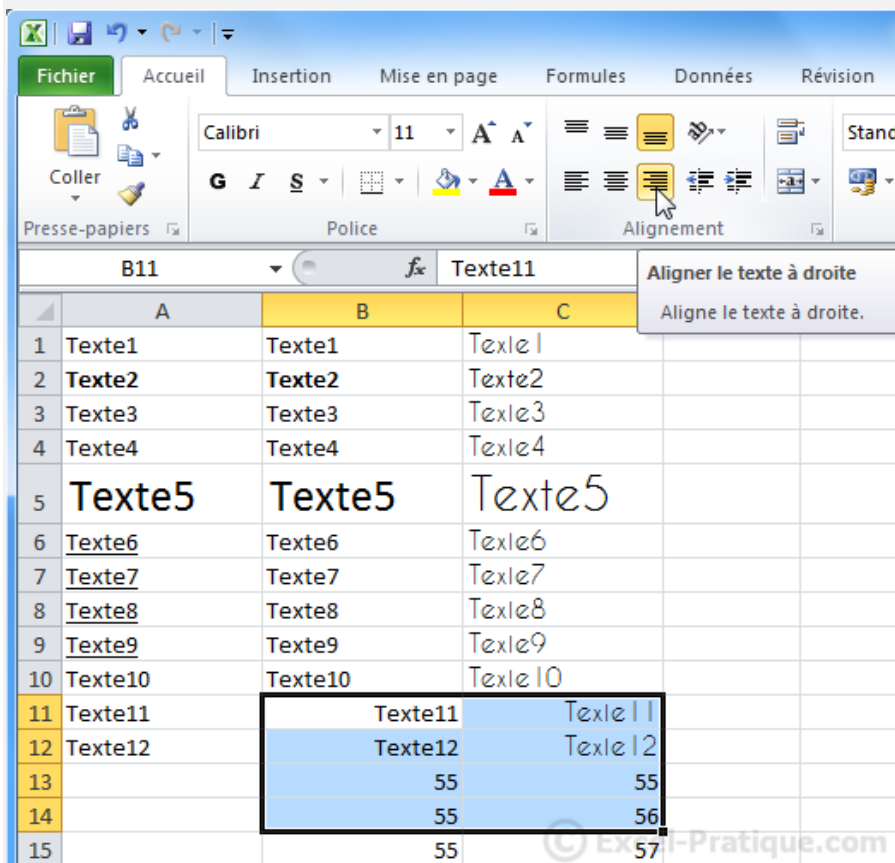 Fichier Accueil Insertion Mise en page Formules Données Révision
Calibri 11 A A Stand
Coller
G I S A
Presse-papiers Police Alignement
B11 fx Texte11
Aligner le texte à droite
Aligne le texte à droite.
A B C
1 Texte1 Texte1 Texte1
2 Texte2 Texte2 Texte2
3 Texte3 Texte3 Texte3
4 Texte4 Texte4 Texte4
5 Texte5 Texte5 Texte5
6 Texte6 Texte6 Texte6
7 Texte7 Texte7 Texte7
8 Texte8 Texte8 Texte8
9 Texte9 Texte9 Texte9
10 Texte10 Texte10 Texte10
11 Texte11 Texte11 Texte11
12 Texte12 Texte12 Texte12
13 55 55
14 55 56
15 55 57
© Excel-Pratique.com